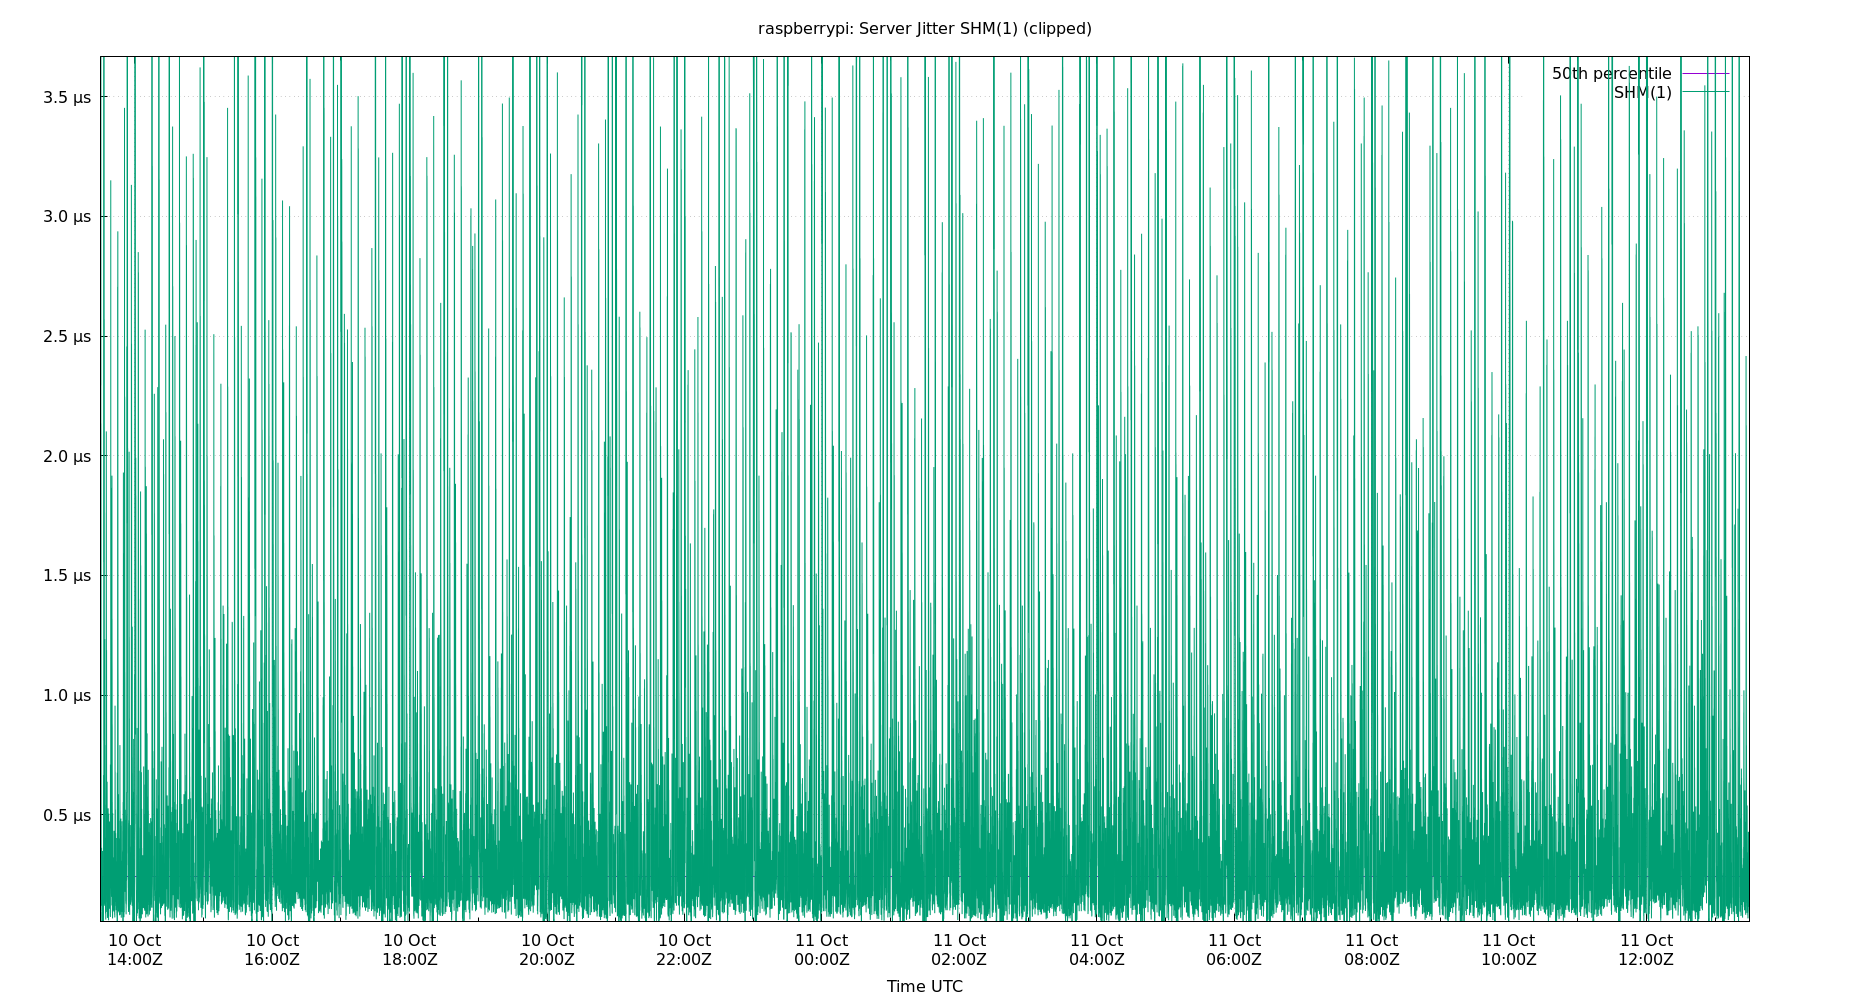 raspberrypi: Server Jitter SHM(1) (clipped)
50th percentile
SHM(1)
3.5 µs
3.0 µs
2.5 µs
2.0 µs
1.5 µs
1.0 µs
0.5 µs
10 Oct 10 Oct 10 Oct 10 Oct 10 Oct 11 Oct 11 Oct 11 Oct 11 Oct 11 Oct 11 Oct 11 Oct
14:00Z 16:00Z 18:00Z 20:00Z 22:00Z 00:00Z 02:00Z 04:00Z 06:00Z 08:00Z 10:00Z 12:00Z
Time UTC